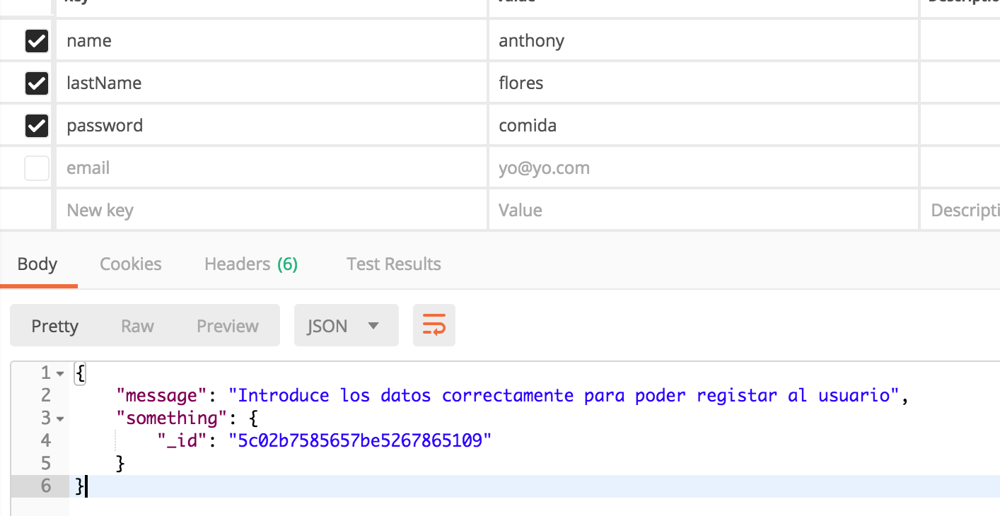 key value Descriptio
name anthony
lastName flores
password comida
email yo@yo.com
New key Value Descripti
Body Cookies Headers (6) Test Results
Pretty Raw Preview JSON
1 {
2 "message": "Introduce los datos correctamente para poder registar al usuario",
3 "something": {
4 "_id": "5c02b7585657be5267865109"
5 }
6 }